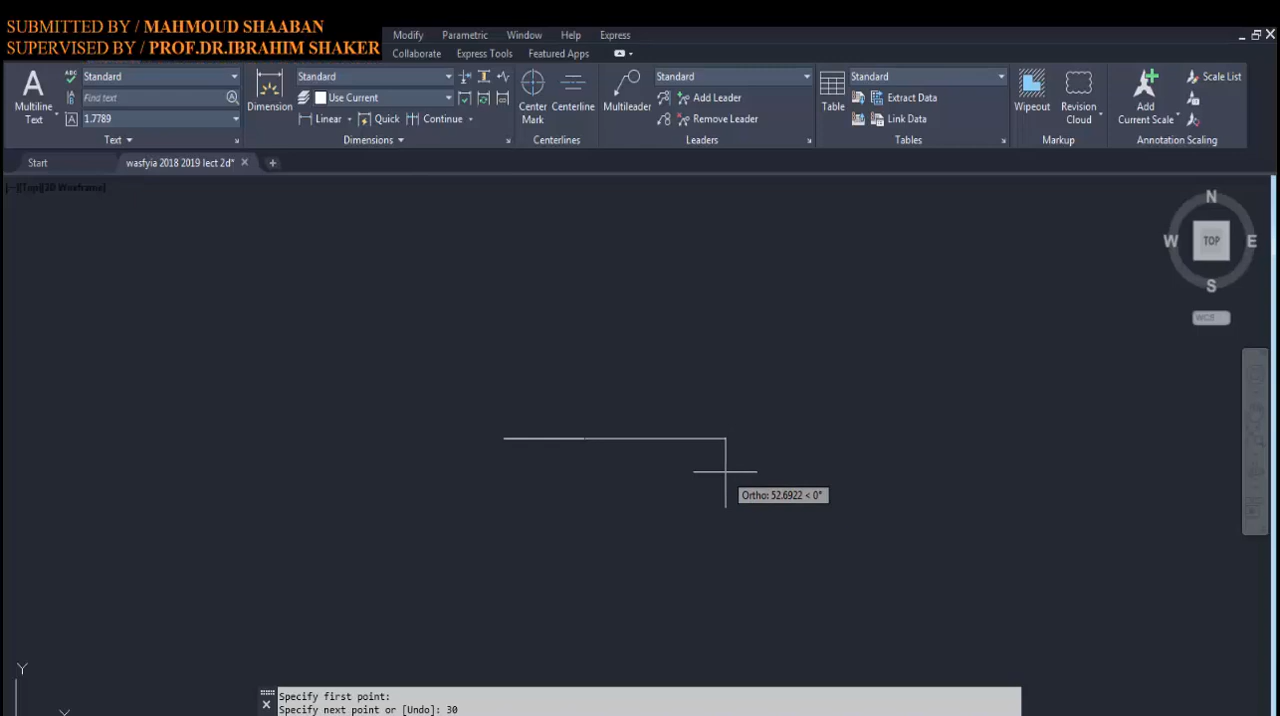 SUBMITTED BY / MAHMOUD SHAABAN
SUPERVISED BY / PROF.DR.IBRAHIM SHAKER
Modify Parametric Window Help Express
Collaborate Express Tools Featured Apps
A Standard Standard Standard Standard Scale List
ABC
Multiline Text
Find text
1.7789
Dimension
Use Current
Linear Quick Continue
Center Mark
Centerline
Multileader
Add Leader
Remove Leader
Table
Extract Data
Link Data
Wipeout
Revision Cloud
Add Current Scale
Text Dimensions Centerlines Leaders Tables Markup Annotation Scaling
Start wasfyia 2018 2019 lect 2d*
[−][Top][3D Wireframe]
N
W TOP E
S
WCS
Ortho: 52.6922 < 0°
Y
Specify first point:
Specify next point or [Undo]: 30